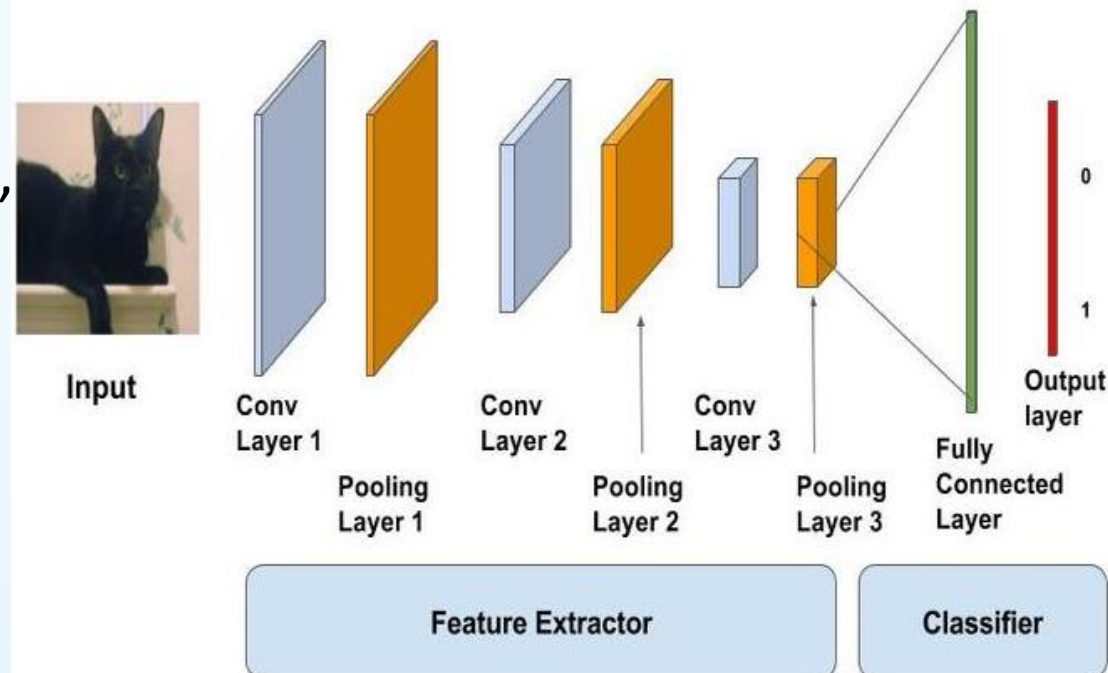 ,
Input
Conv
Layer 1
Pooling
Layer 1
Conv
Layer 2
Pooling
Layer 2
Conv
Layer 3
Pooling
Layer 3
Fully
Connected
Layer
0
1
Output
layer
Feature Extractor
Classifier